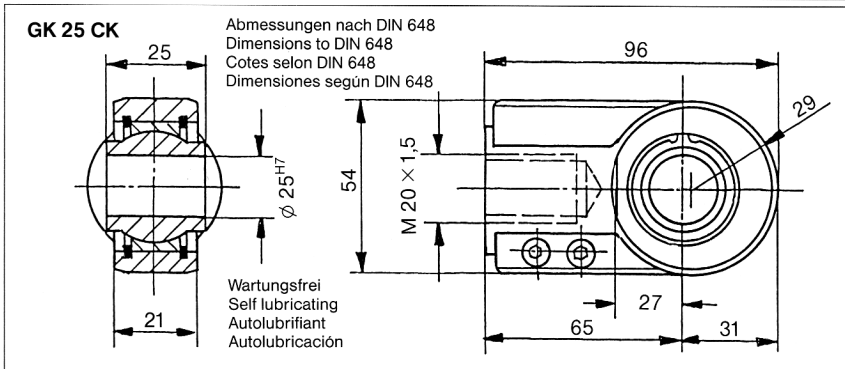 GK 25 CK
Abmessungen nach DIN 648
Dimensions to DIN 648
Cotes selon DIN 648
Dimensiones según DIN 648
25
96
29
Ø 25H7
54
M 20 × 1,5
Wartungsfrei
Self lubricating
Autolubrifiant
Autolubricación
21
27
65
31